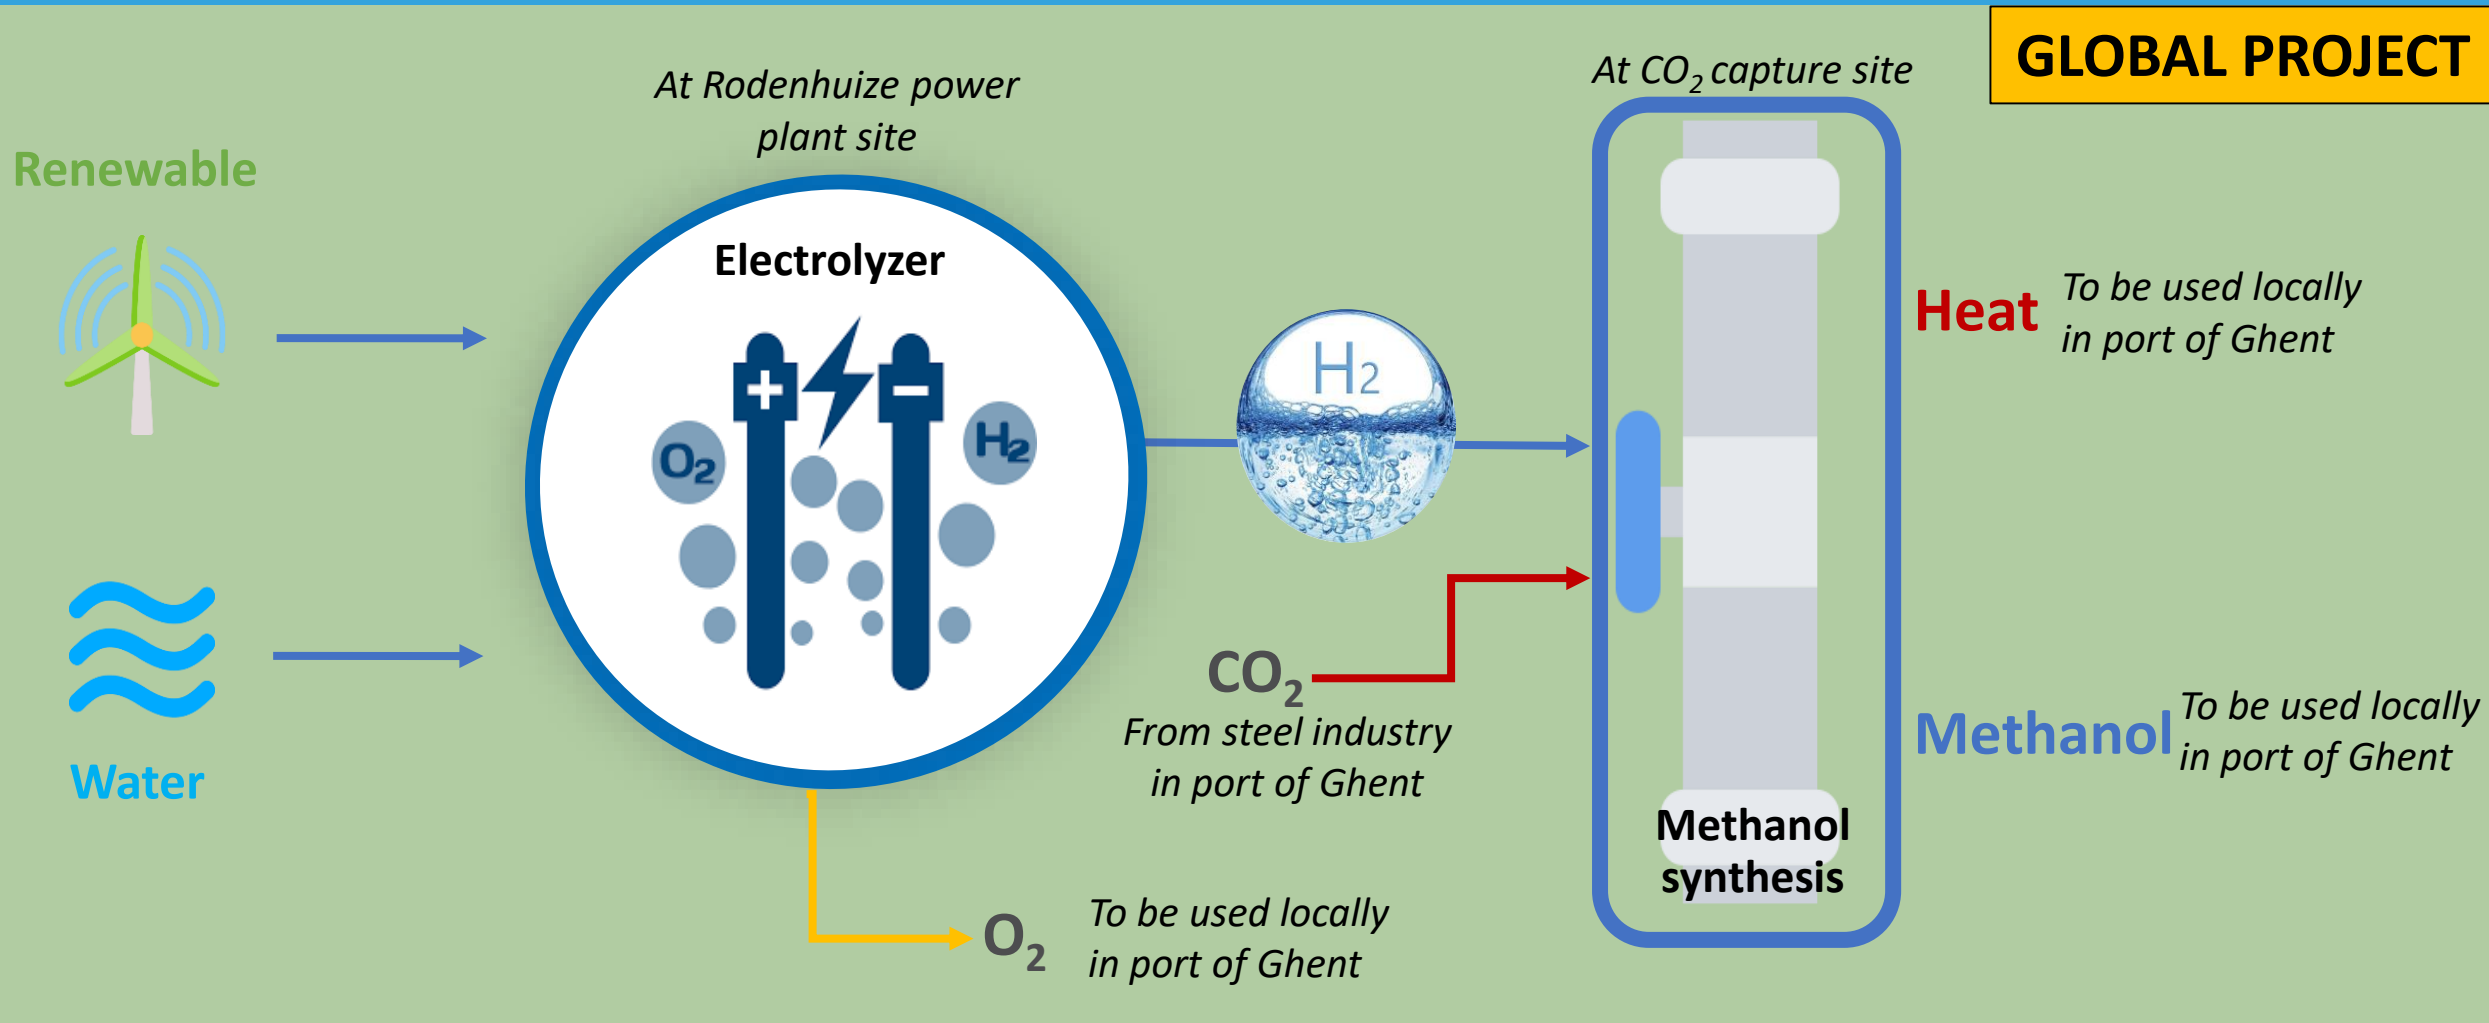 GLOBAL PROJECT
At Rodenhuize power
plant site
At CO₂ capture site
Renewable
Electrolyzer
+
−
O₂
H₂
H₂
Heat
To be used locally
in port of Ghent
CO₂
From steel industry
in port of Ghent
Water
Methanol
To be used locally
in port of Ghent
Methanol
synthesis
O₂
To be used locally
in port of Ghent